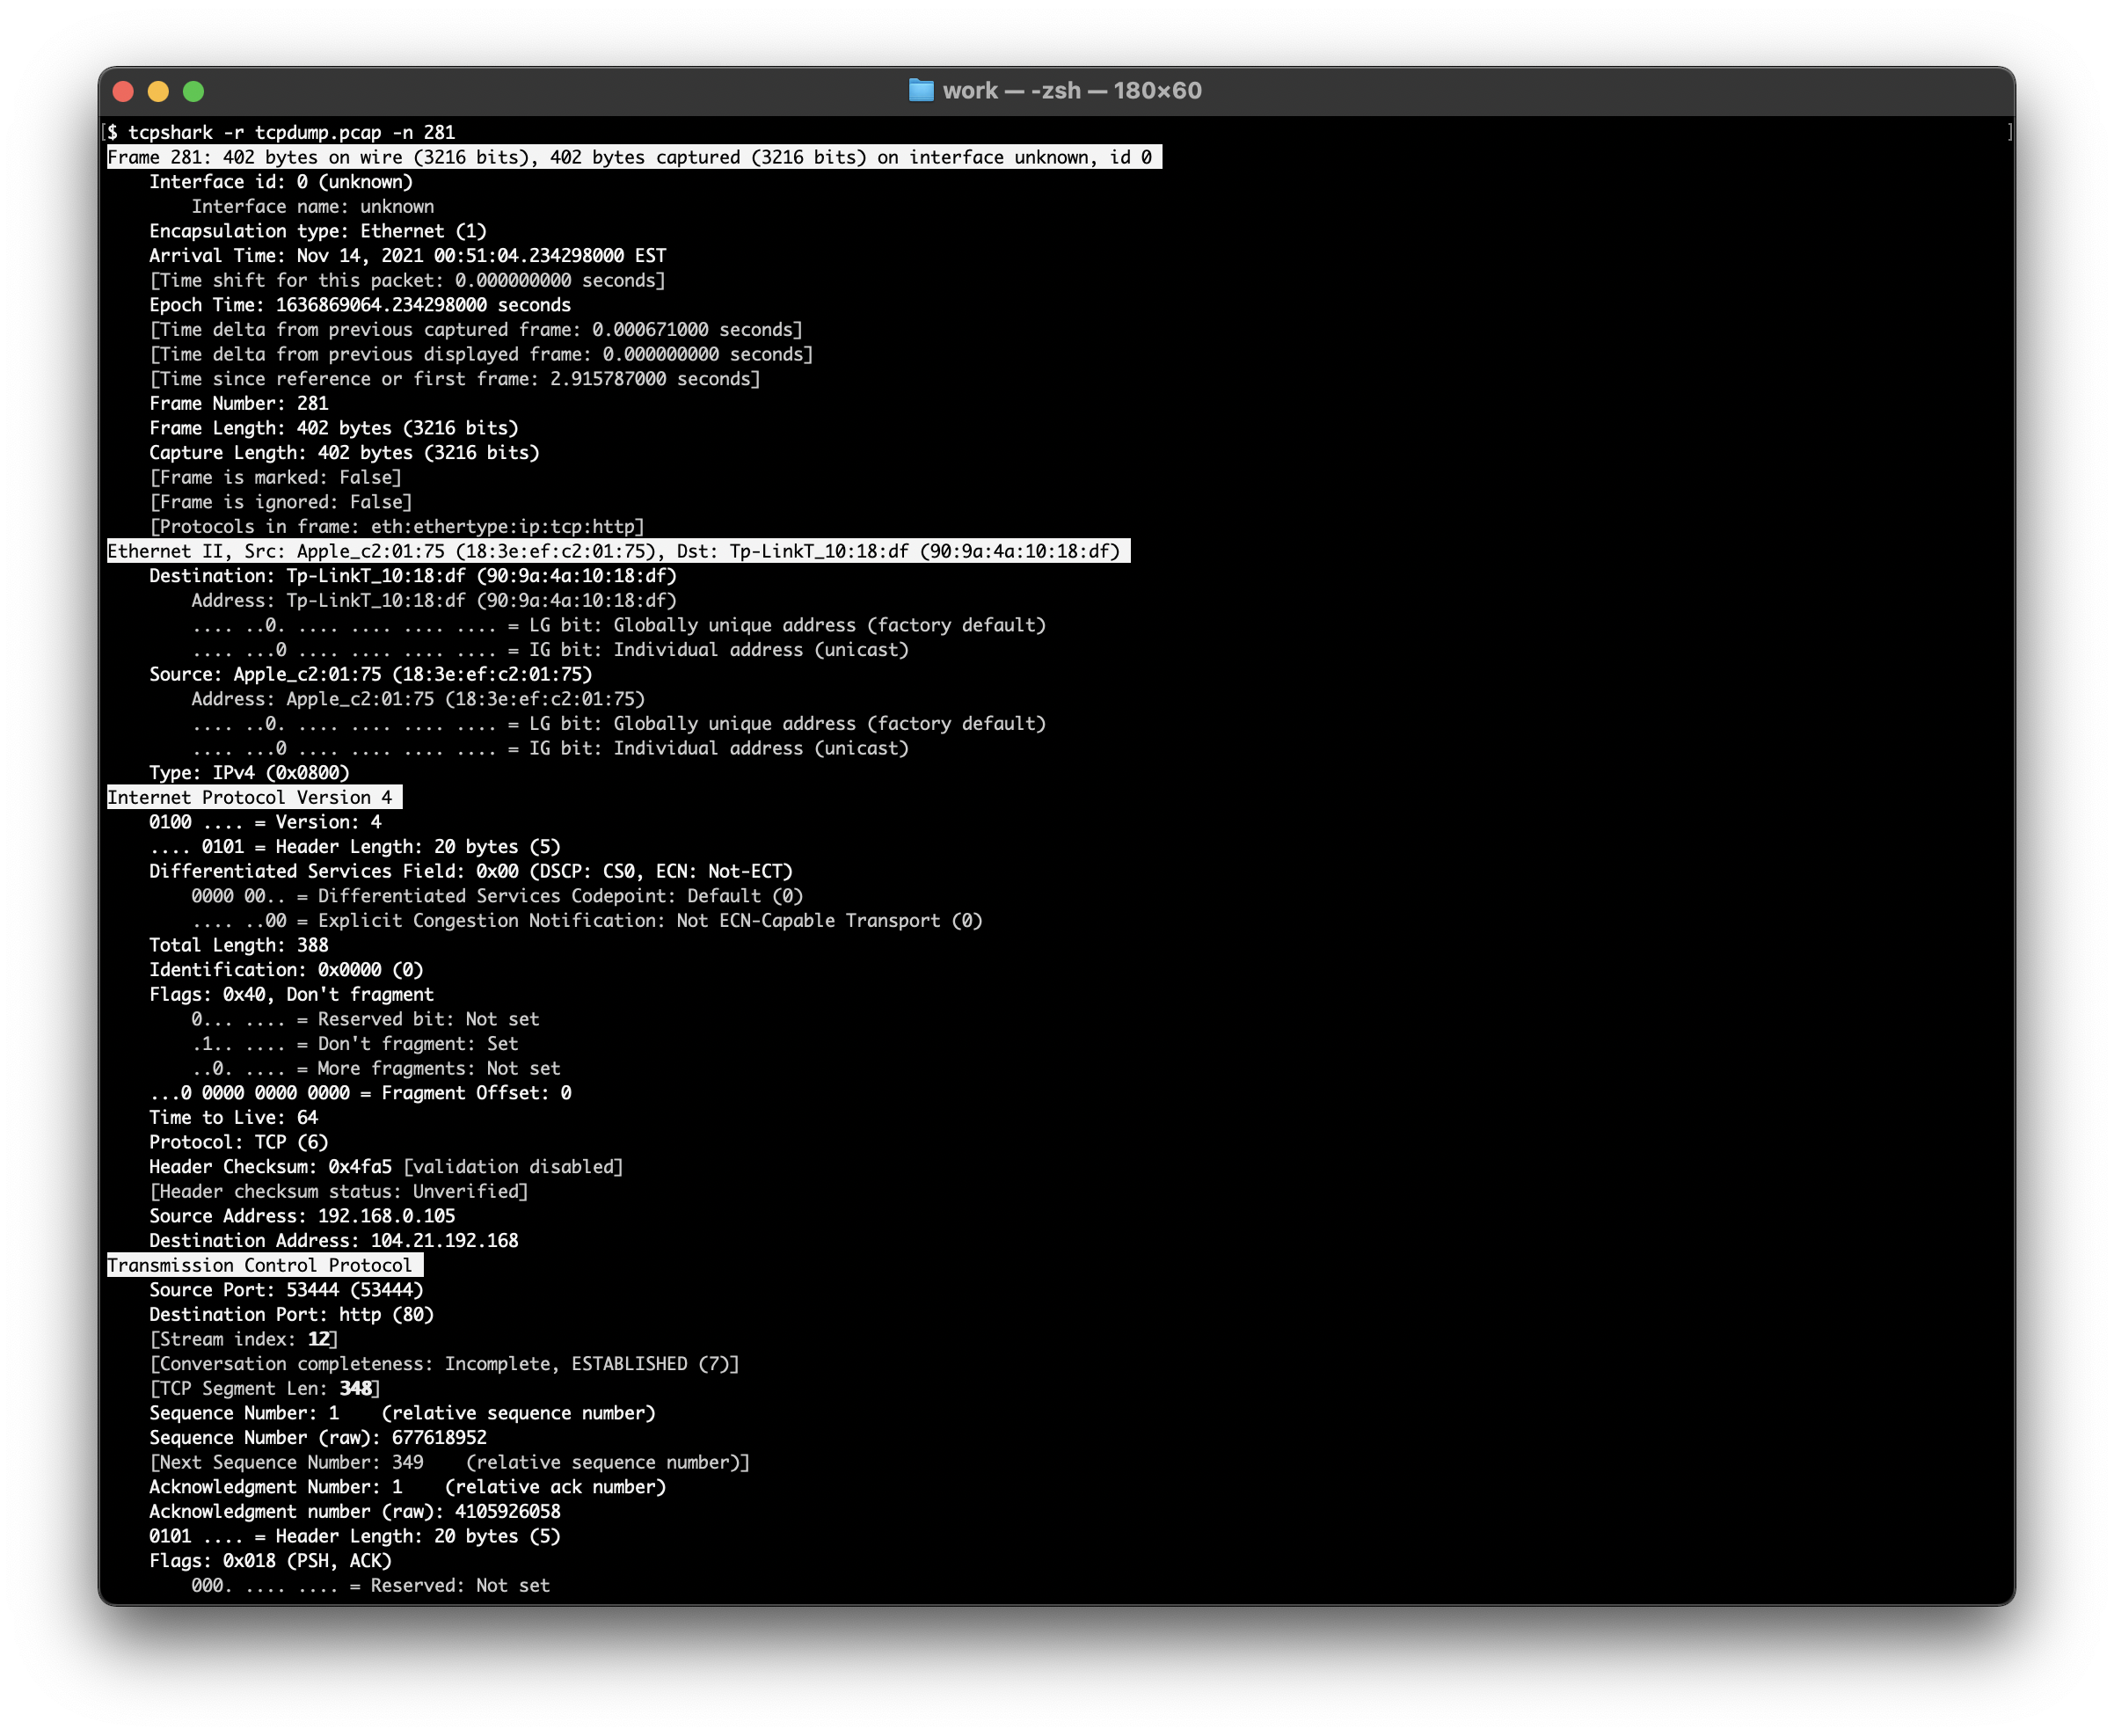 work — -zsh — 180×60
[$ tcpshark -r tcpdump.pcap -n 281 ]
Frame 281: 402 bytes on wire (3216 bits), 402 bytes captured (3216 bits) on interface unknown, id 0
    Interface id: 0 (unknown)
        Interface name: unknown
    Encapsulation type: Ethernet (1)
    Arrival Time: Nov 14, 2021 00:51:04.234298000 EST
    [Time shift for this packet: 0.000000000 seconds]
    Epoch Time: 1636869064.234298000 seconds
    [Time delta from previous captured frame: 0.000671000 seconds]
    [Time delta from previous displayed frame: 0.000000000 seconds]
    [Time since reference or first frame: 2.915787000 seconds]
    Frame Number: 281
    Frame Length: 402 bytes (3216 bits)
    Capture Length: 402 bytes (3216 bits)
    [Frame is marked: False]
    [Frame is ignored: False]
    [Protocols in frame: eth:ethertype:ip:tcp:http]
Ethernet II, Src: Apple_c2:01:75 (18:3e:ef:c2:01:75), Dst: Tp-LinkT_10:18:df (90:9a:4a:10:18:df)
    Destination: Tp-LinkT_10:18:df (90:9a:4a:10:18:df)
        Address: Tp-LinkT_10:18:df (90:9a:4a:10:18:df)
        .... ..0. .... .... .... .... = LG bit: Globally unique address (factory default)
        .... ...0 .... .... .... .... = IG bit: Individual address (unicast)
    Source: Apple_c2:01:75 (18:3e:ef:c2:01:75)
        Address: Apple_c2:01:75 (18:3e:ef:c2:01:75)
        .... ..0. .... .... .... .... = LG bit: Globally unique address (factory default)
        .... ...0 .... .... .... .... = IG bit: Individual address (unicast)
    Type: IPv4 (0x0800)
Internet Protocol Version 4
    0100 .... = Version: 4
    .... 0101 = Header Length: 20 bytes (5)
    Differentiated Services Field: 0x00 (DSCP: CS0, ECN: Not-ECT)
        0000 00.. = Differentiated Services Codepoint: Default (0)
        .... ..00 = Explicit Congestion Notification: Not ECN-Capable Transport (0)
    Total Length: 388
    Identification: 0x0000 (0)
    Flags: 0x40, Don't fragment
        0... .... = Reserved bit: Not set
        .1.. .... = Don't fragment: Set
        ..0. .... = More fragments: Not set
    ...0 0000 0000 0000 = Fragment Offset: 0
    Time to Live: 64
    Protocol: TCP (6)
    Header Checksum: 0x4fa5 [validation disabled]
    [Header checksum status: Unverified]
    Source Address: 192.168.0.105
    Destination Address: 104.21.192.168
Transmission Control Protocol
    Source Port: 53444 (53444)
    Destination Port: http (80)
    [Stream index: 12]
    [Conversation completeness: Incomplete, ESTABLISHED (7)]
    [TCP Segment Len: 348]
    Sequence Number: 1    (relative sequence number)
    Sequence Number (raw): 677618952
    [Next Sequence Number: 349    (relative sequence number)]
    Acknowledgment Number: 1    (relative ack number)
    Acknowledgment number (raw): 4105926058
    0101 .... = Header Length: 20 bytes (5)
    Flags: 0x018 (PSH, ACK)
        000. .... .... = Reserved: Not set